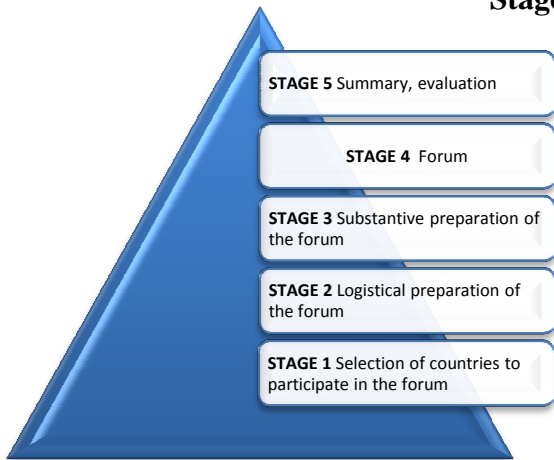 Stage
STAGE 5 Summary, evaluation
STAGE 4 Forum
STAGE 3 Substantive preparation of
the forum
STAGE 2 Logistical preparation of
the forum
STAGE 1 Selection of countries to
participate in the forum